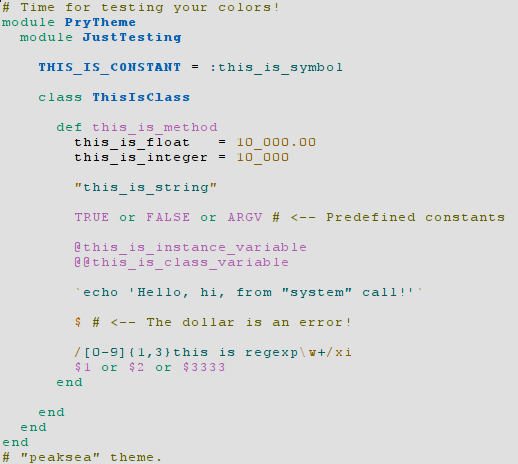 # Time for testing your colors!
module PryTheme
  module JustTesting
    THIS_IS_CONSTANT = :this_is_symbol
    class ThisIsClass
      def this_is_method
        this_is_float   = 10_000.00
        this_is_integer = 10_000
        "this_is_string"
        TRUE or FALSE or ARGV # <-- Predefined constants
        @this_is_instance_variable
        @@this_is_class_variable
        `echo 'Hello, hi, from "system" call!'`
        $ # <-- The dollar is an error!
        /[0-9]{1,3}this is regexp\w+/xi
        $1 or $2 or $3333
      end
    end
  end
end
# "peaksea" theme.